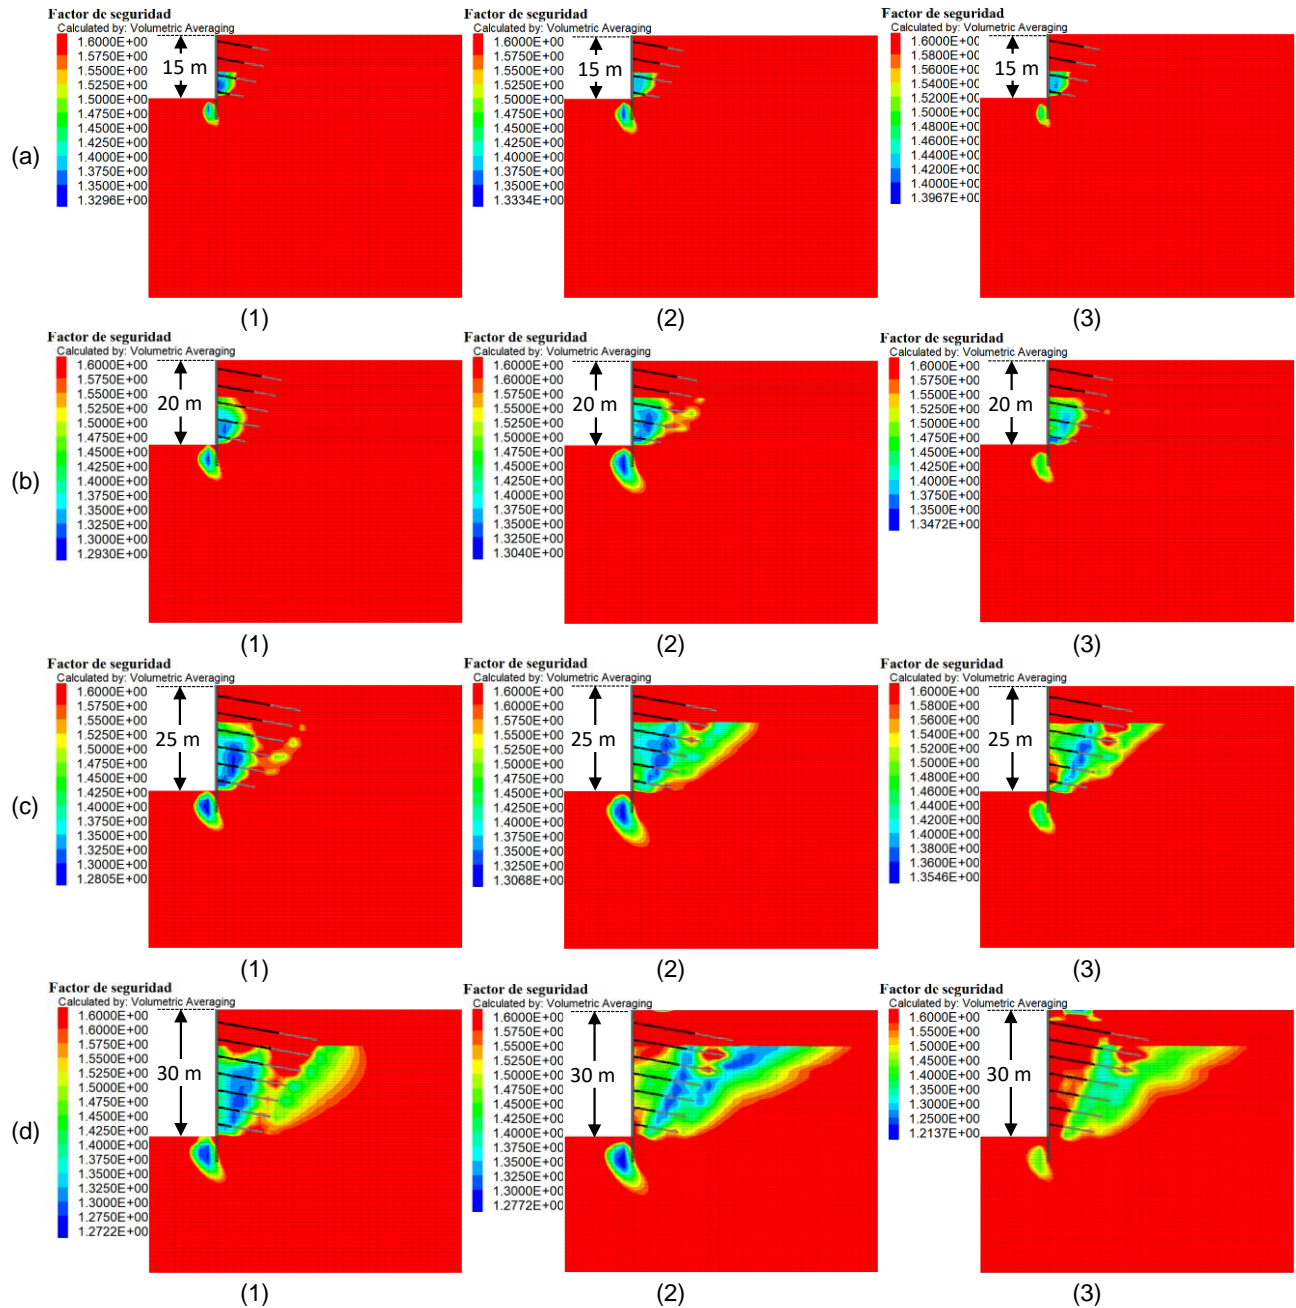 (a)
Factor de seguridad
Calculated by: Volumetric Averaging
1.6000E+00
1.5750E+00
1.5500E+00
1.5250E+00
1.5000E+00
1.4750E+00
1.4500E+00
1.4250E+00
1.4000E+00
1.3750E+00
1.3500E+00
1.3296E+00
15 m
(1)
Factor de seguridad
Calculated by: Volumetric Averaging
1.6000E+00
1.5750E+00
1.5500E+00
1.5250E+00
1.5000E+00
1.4750E+00
1.4500E+00
1.4250E+00
1.4000E+00
1.3750E+00
1.3500E+00
1.3334E+00
15 m
(2)
Factor de seguridad
Calculated by: Volumetric Averaging
1.6000E+00
1.5800E+00
1.5600E+00
1.5400E+00
1.5200E+00
1.5000E+00
1.4800E+00
1.4600E+00
1.4400E+00
1.4200E+00
1.4000E+00
1.3967E+00
15 m
(3)
(b)
Factor de seguridad
Calculated by: Volumetric Averaging
1.6000E+00
1.5750E+00
1.5500E+00
1.5250E+00
1.5000E+00
1.4750E+00
1.4500E+00
1.4250E+00
1.4000E+00
1.3750E+00
1.3500E+00
1.3250E+00
1.3000E+00
1.2930E+00
20 m
(1)
Factor de seguridad
Calculated by: Volumetric Averaging
1.6000E+00
1.5750E+00
1.5500E+00
1.5250E+00
1.5000E+00
1.4750E+00
1.4500E+00
1.4250E+00
1.4000E+00
1.3750E+00
1.3500E+00
1.3250E+00
1.3040E+00
20 m
(2)
Factor de seguridad
Calculated by: Volumetric Averaging
1.6000E+00
1.5750E+00
1.5500E+00
1.5250E+00
1.5000E+00
1.4750E+00
1.4500E+00
1.4250E+00
1.4000E+00
1.3750E+00
1.3500E+00
1.3472E+00
20 m
(3)
(c)
Factor de seguridad
Calculated by: Volumetric Averaging
1.6000E+00
1.5750E+00
1.5500E+00
1.5250E+00
1.5000E+00
1.4750E+00
1.4500E+00
1.4250E+00
1.4000E+00
1.3750E+00
1.3500E+00
1.3250E+00
1.3000E+00
1.2805E+00
25 m
(1)
Factor de seguridad
Calculated by: Volumetric Averaging
1.6000E+00
1.5750E+00
1.5500E+00
1.5250E+00
1.5000E+00
1.4750E+00
1.4500E+00
1.4250E+00
1.4000E+00
1.3750E+00
1.3500E+00
1.3250E+00
1.3068E+00
25 m
(2)
Factor de seguridad
Calculated by: Volumetric Averaging
1.6000E+00
1.5800E+00
1.5600E+00
1.5400E+00
1.5200E+00
1.5000E+00
1.4800E+00
1.4600E+00
1.4400E+00
1.4200E+00
1.4000E+00
1.3800E+00
1.3600E+00
1.3546E+00
25 m
(3)
(d)
Factor de seguridad
Calculated by: Volumetric Averaging
1.6000E+00
1.5750E+00
1.5500E+00
1.5250E+00
1.5000E+00
1.4750E+00
1.4500E+00
1.4250E+00
1.4000E+00
1.3750E+00
1.3500E+00
1.3250E+00
1.3000E+00
1.2750E+00
1.2722E+00
30 m
(1)
Factor de seguridad
Calculated by: Volumetric Averaging
1.6000E+00
1.5750E+00
1.5500E+00
1.5250E+00
1.5000E+00
1.4750E+00
1.4500E+00
1.4250E+00
1.4000E+00
1.3750E+00
1.3500E+00
1.3250E+00
1.3000E+00
1.2772E+00
30 m
(2)
Factor de seguridad
Calculated by: Volumetric Averaging
1.6000E+00
1.5500E+00
1.5000E+00
1.4500E+00
1.4000E+00
1.3500E+00
1.3000E+00
1.2500E+00
1.2137E+00
30 m
(3)